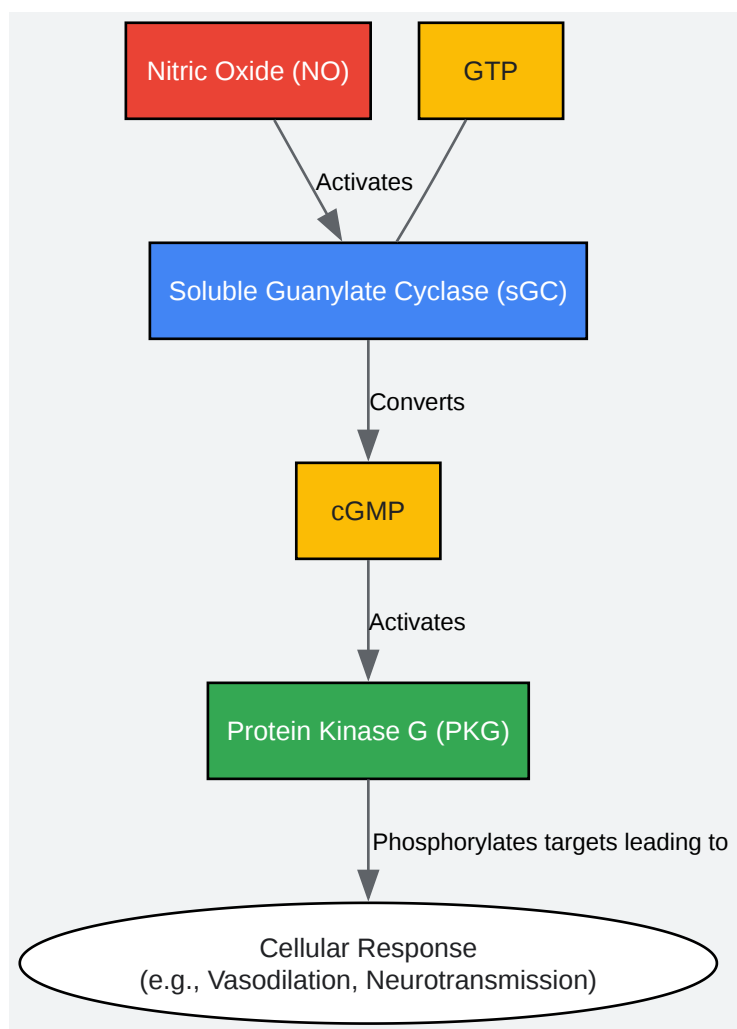 Nitric Oxide (NO)
GTP
Activates
Soluble Guanylate Cyclase (sGC)
Converts
cGMP
Activates
Protein Kinase G (PKG)
Phosphorylates targets leading to
Cellular Response
(e.g., Vasodilation, Neurotransmission)